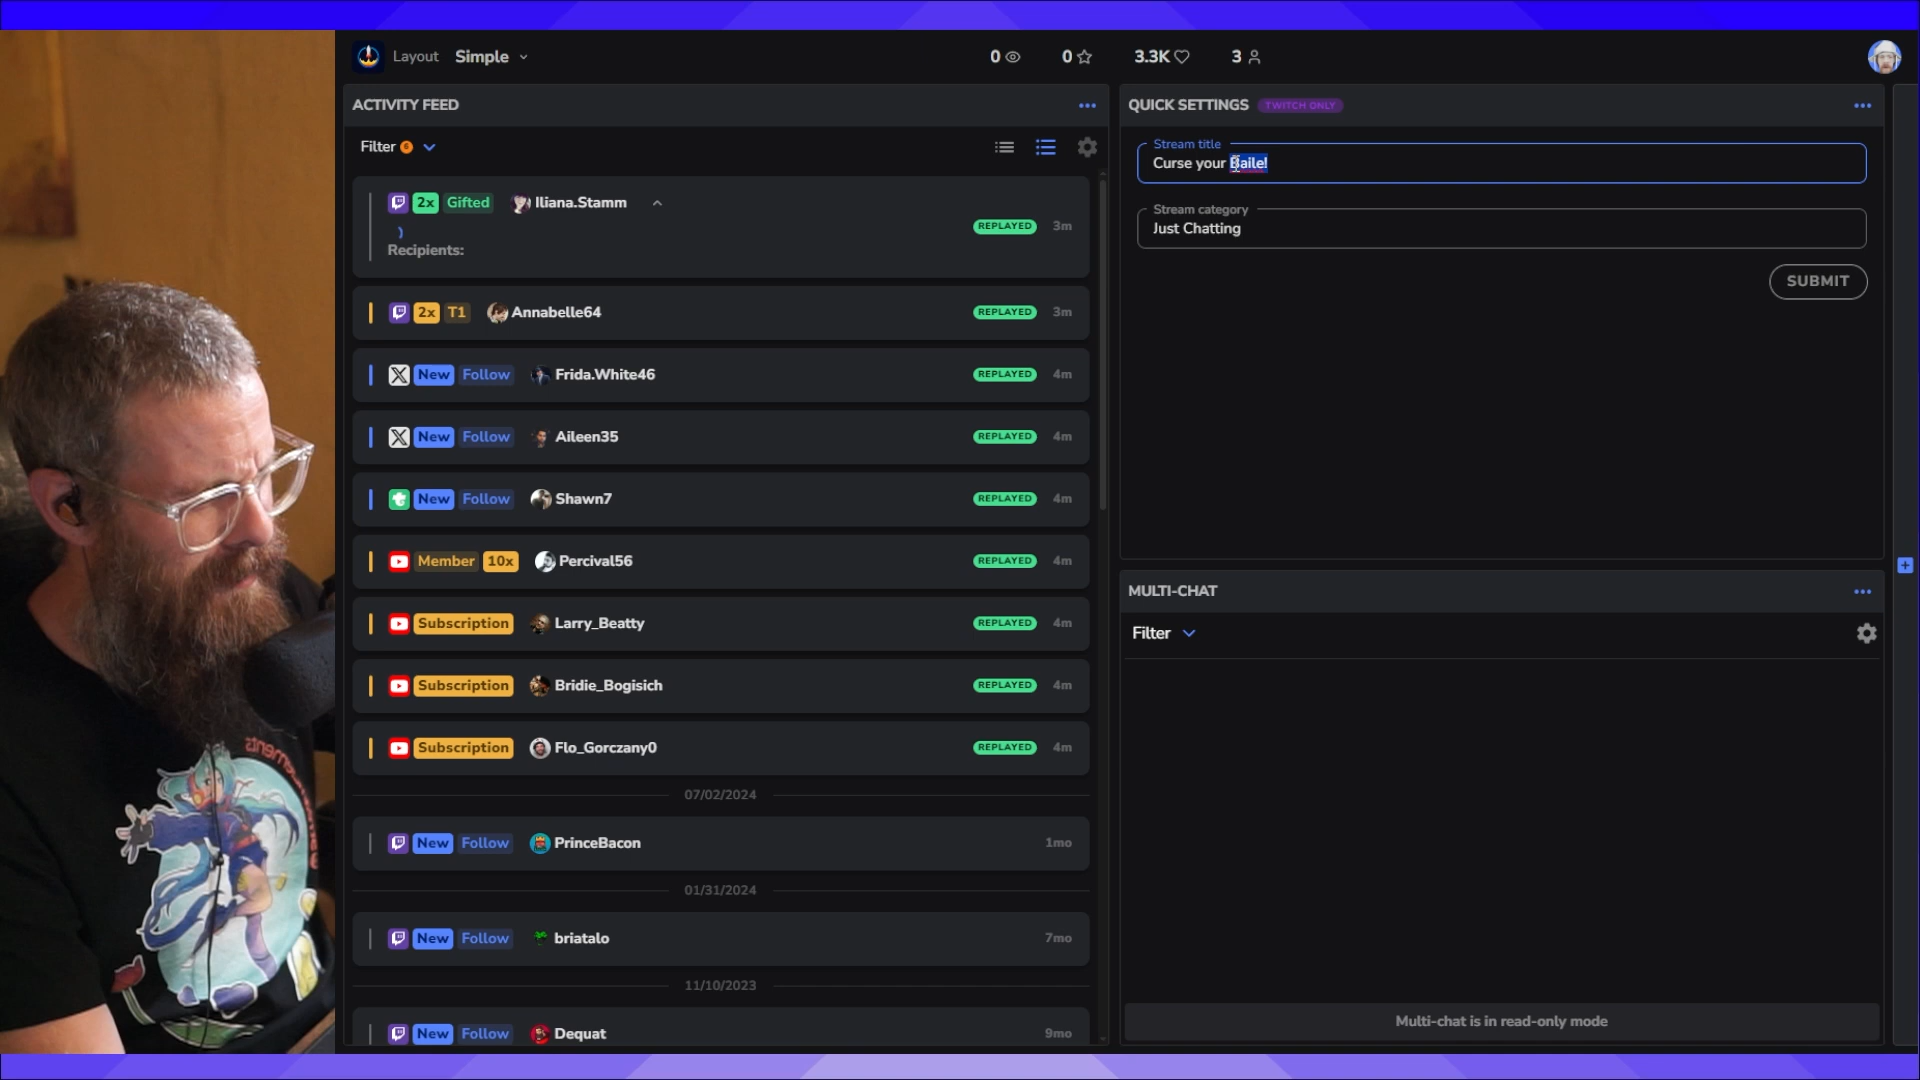 Layout Simple
0 0 3.3K 3
ACTIVITY FEED
Filter 6
2x Gifted Iliana.Stamm
Recipients:
REPLAYED 3m
2x T1 Annabelle64 REPLAYED 3m
New Follow Frida.White46 REPLAYED 4m
New Follow Aileen35 REPLAYED 4m
New Follow Shawn7 REPLAYED 4m
Member 10x Percival56 REPLAYED 4m
Subscription Larry_Beatty REPLAYED 4m
Subscription Bridie_Bogisich REPLAYED 4m
Subscription Flo_Gorczany0 REPLAYED 4m
07/02/2024
New Follow PrinceBacon 1mo
01/31/2024
New Follow briatalo 7mo
11/10/2023
New Follow Dequat 9mo
QUICK SETTINGS TWITCH ONLY
Stream title
Curse your Baile!
Stream category
Just Chatting
SUBMIT
MULTI-CHAT
Filter
Multi-chat is in read-only mode